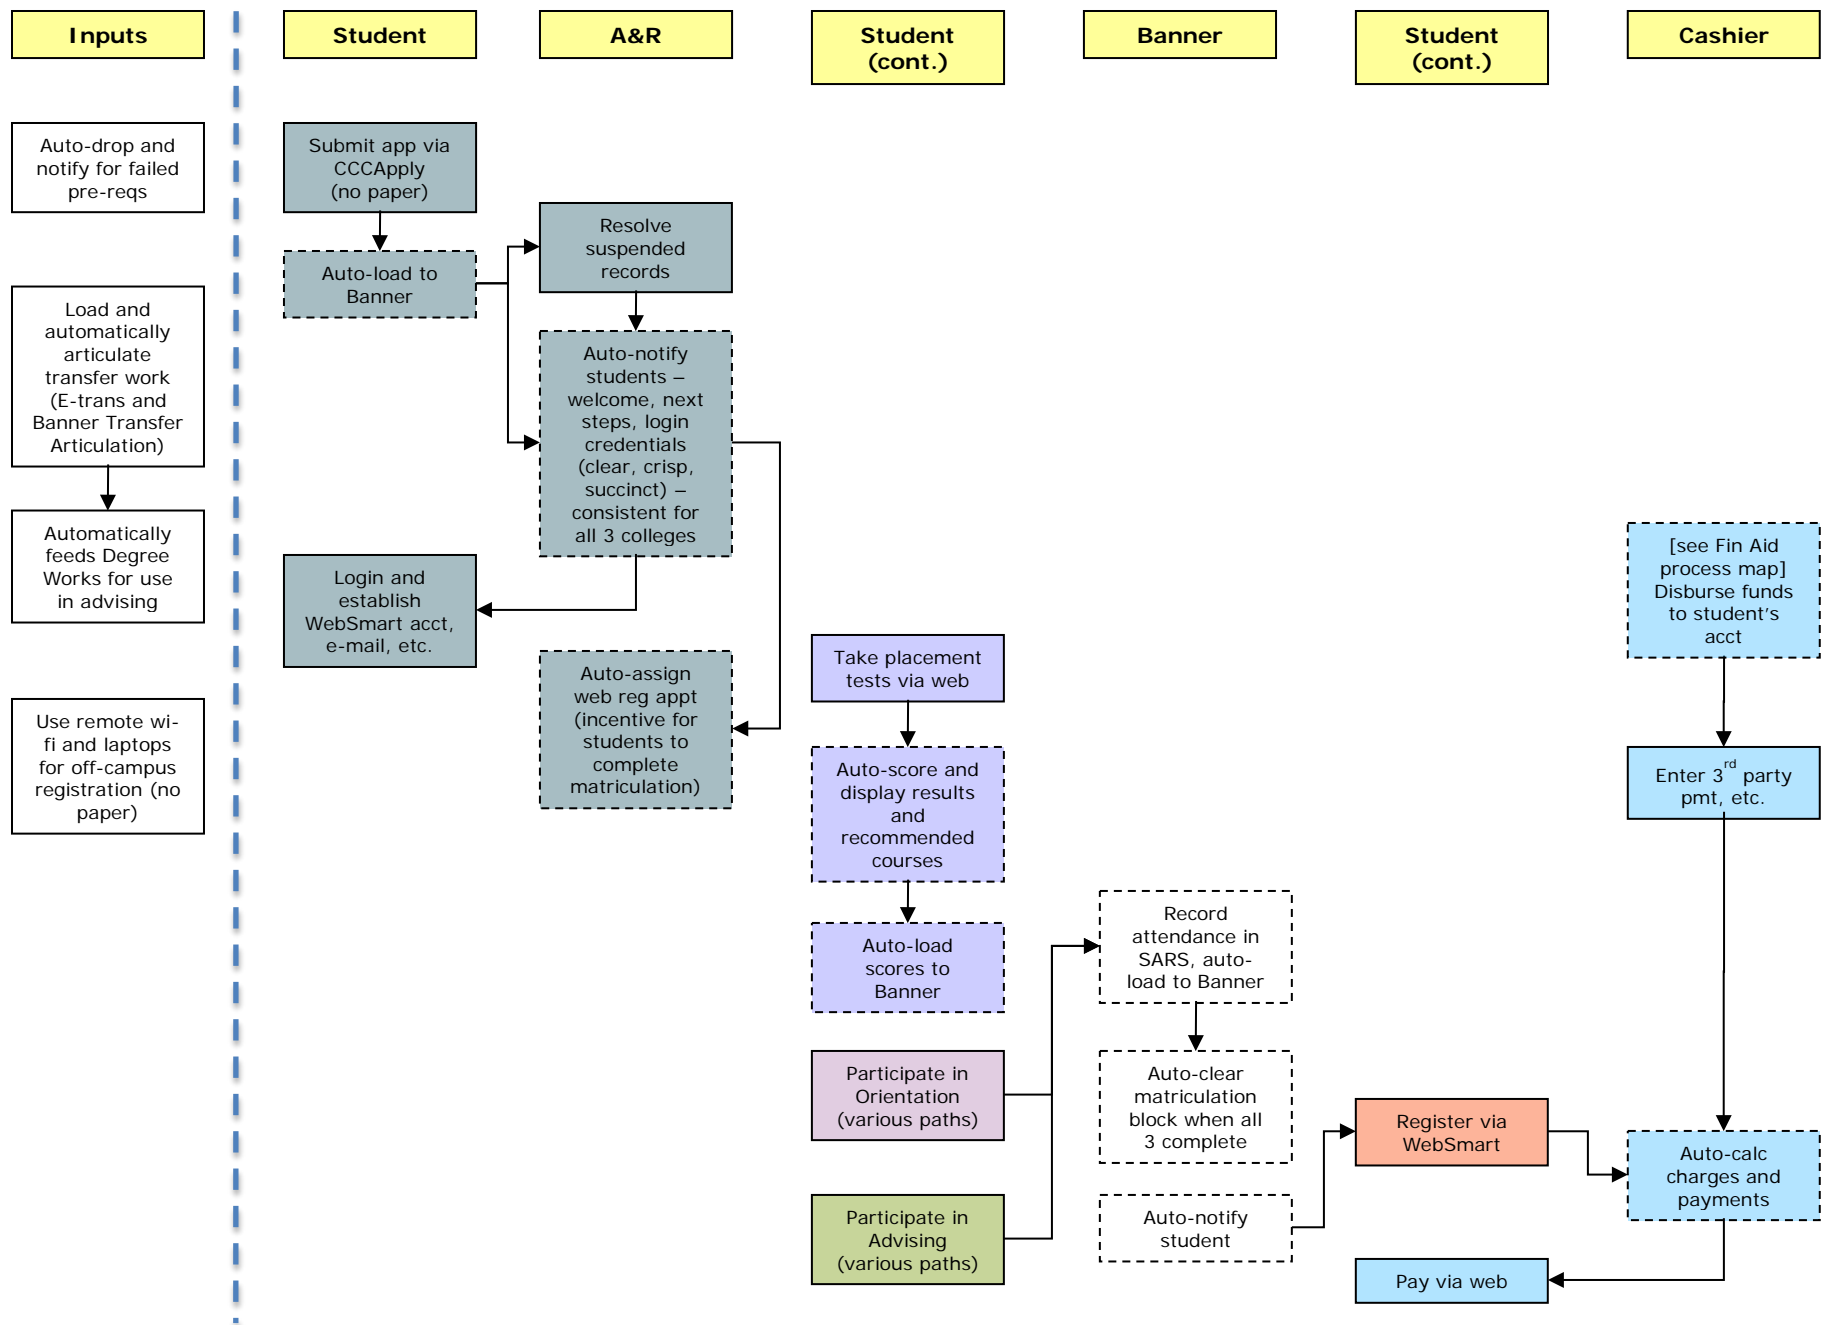 Inputs
Student
A&R
Student
(cont.)
Banner
Student
(cont.)
Cashier
Auto-drop and
notify for failed
pre-reqs
Load and
automatically
articulate
transfer work
(E-trans and
Banner Transfer
Articulation)
Automatically
feeds Degree
Works for use
in advising
Use remote wi-
fi and laptops
for off-campus
registration (no
paper)
Submit app via
CCCApply
(no paper)
Auto-load to
Banner
Login and
establish
WebSmart acct,
e-mail, etc.
Resolve
suspended
records
Auto-notify
students –
welcome, next
steps, login
credentials
(clear, crisp,
succinct) –
consistent for
all 3 colleges
Auto-assign
web reg appt
(incentive for
students to
complete
matriculation)
Take placement
tests via web
Auto-score and
display results
and
recommended
courses
Auto-load
scores to
Banner
Participate in
Orientation
(various paths)
Participate in
Advising
(various paths)
Record
attendance in
SARS, auto-
load to Banner
Auto-clear
matriculation
block when all
3 complete
Auto-notify
student
Register via
WebSmart
Pay via web
[see Fin Aid
process map]
Disburse funds
to student's
acct
Enter 3rd party
pmt, etc.
Auto-calc
charges and
payments